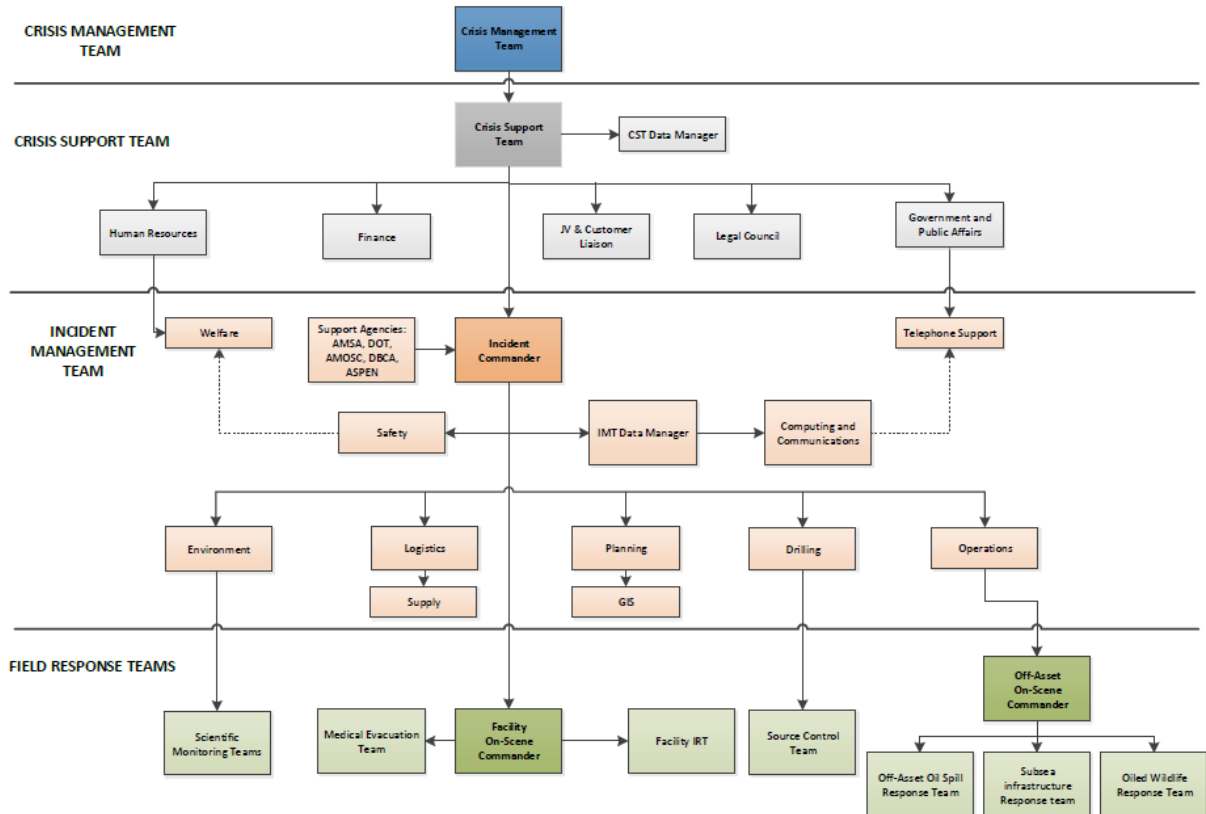 CRISIS MANAGEMENT
TEAM
Crisis Management
Team
CRISIS SUPPORT TEAM
Crisis Support
Team
CST Data Manager
Human Resources
Finance
JV & Customer
Liaison
Legal Council
Government and
Public Affairs
INCIDENT
MANAGEMENT
TEAM
Welfare
Support Agencies:
AMSA, DOT,
AMOSC, DBCA,
ASPEN
Incident
Commander
Telephone Support
Safety
IMT Data Manager
Computing and
Communications
Environment
Logistics
Planning
Drilling
Operations
Supply
GIS
FIELD RESPONSE TEAMS
Off-Asset
On-Scene
Commander
Scientific
Monitoring Teams
Medical Evacuation
Team
Facility
On-Scene
Commander
Facility IRT
Source Control
Team
Off-Asset Oil Spill
Response Team
Subsea
infrastructure
Response team
Oiled Wildlife
Response Team